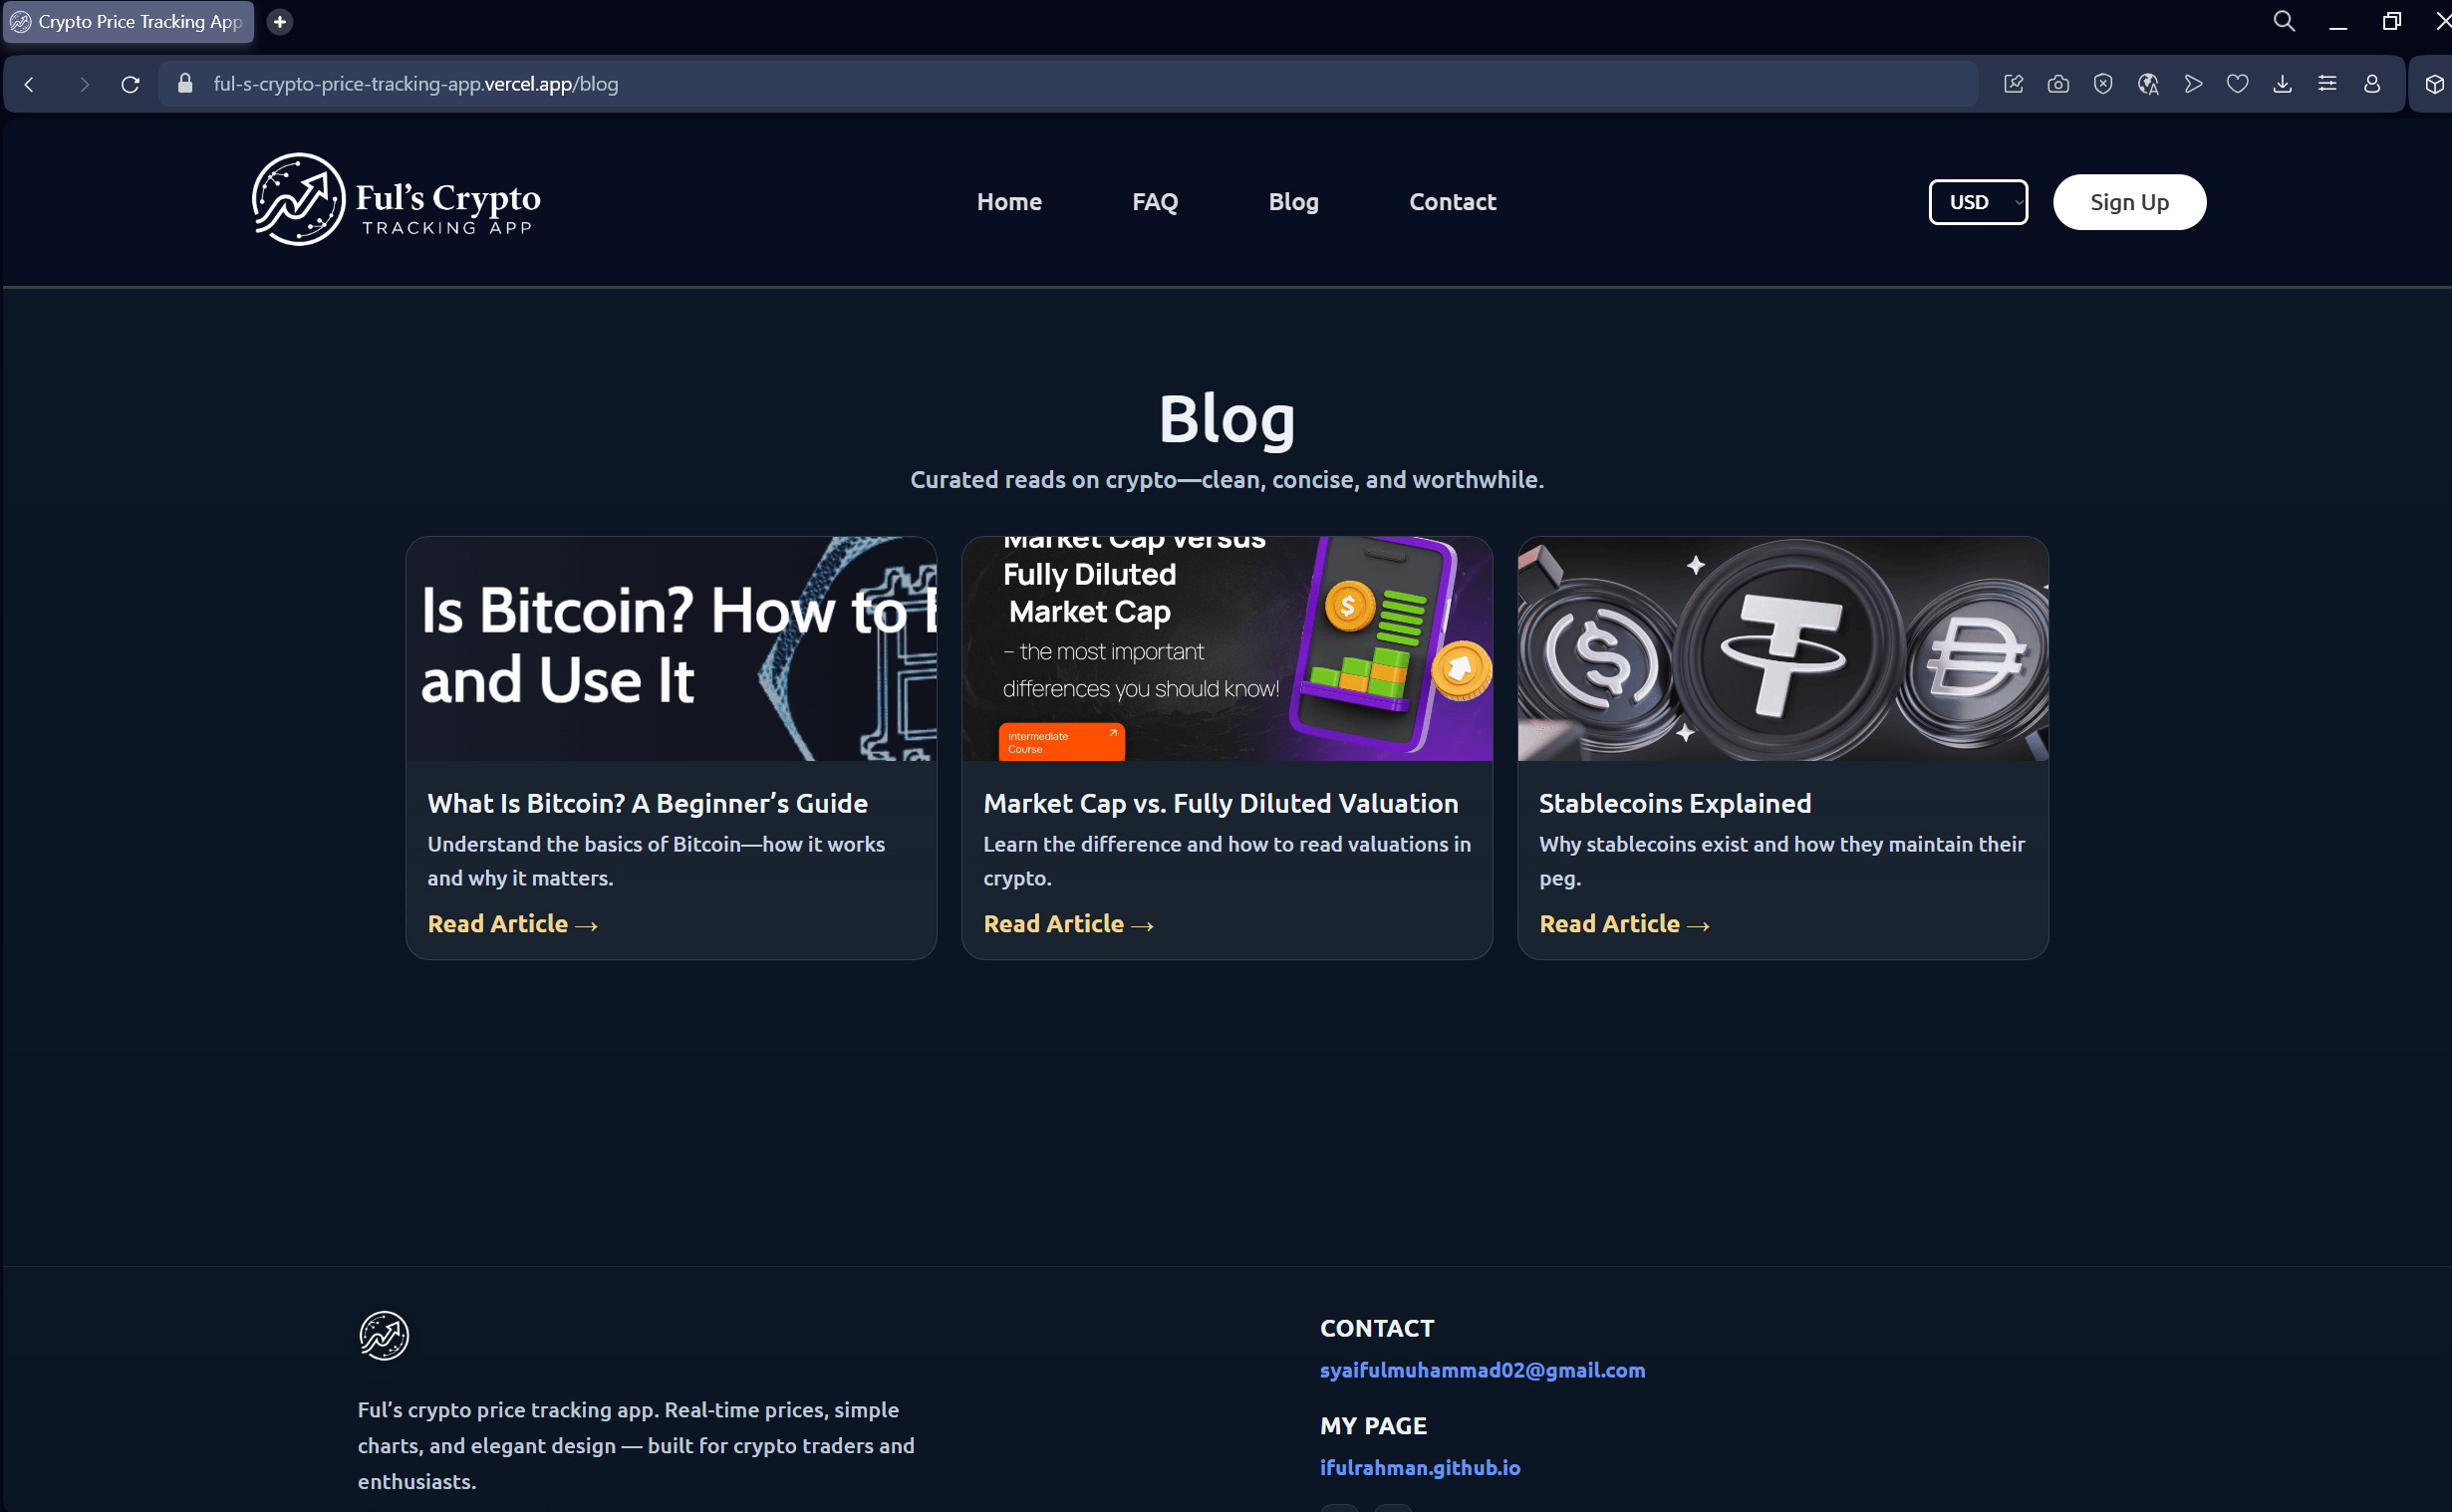 Crypto Price Tracking App
ful-s-crypto-price-tracking-app.vercel.app/blog
Ful's Crypto
TRACKING APP
Home
FAQ
Blog
Contact
USD
Sign Up
Blog
Curated reads on crypto—clean, concise, and worthwhile.
Is Bitcoin? How to
and Use It
What Is Bitcoin? A Beginner’s Guide
Understand the basics of Bitcoin—how it works
and why it matters.
Read Article →
Market Cap versus
Fully Diluted
Market Cap
– the most important
differences you should know!
Intermediate
Course
Market Cap vs. Fully Diluted Valuation
Learn the difference and how to read valuations in
crypto.
Read Article →
Stablecoins Explained
Why stablecoins exist and how they maintain their
peg.
Read Article →
Ful’s crypto price tracking app. Real-time prices, simple
charts, and elegant design — built for crypto traders and
enthusiasts.
CONTACT
syaifulmuhammad02@gmail.com
MY PAGE
ifulrahman.github.io